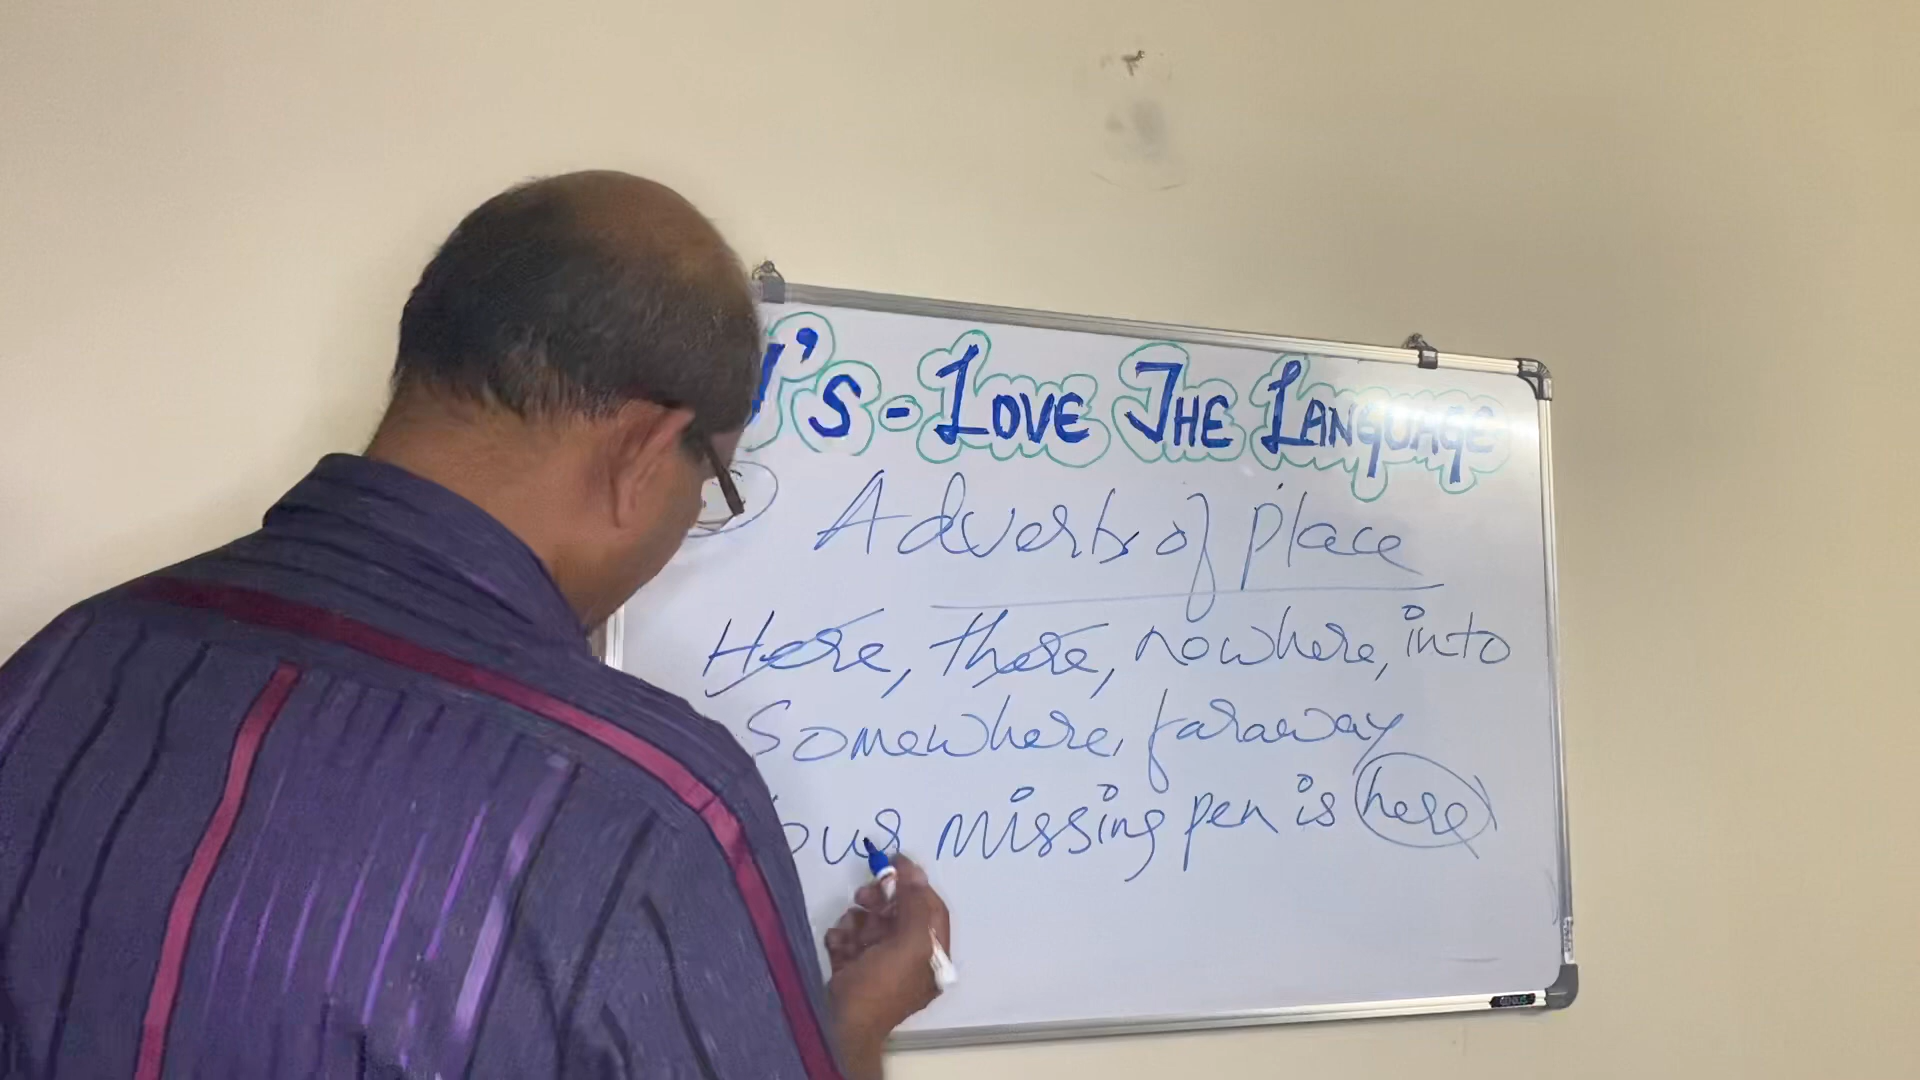 's - LOVE THE LANGUAGE
Adverbs of place
Here, there, nowhere, into
Somewhere, faraway
our missing pen is here